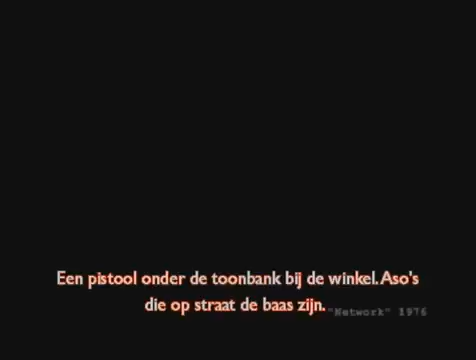 Een pistool onder de toonbank bij de winkel.Aso's
die op straat de baas zijn.
"Network" 1976